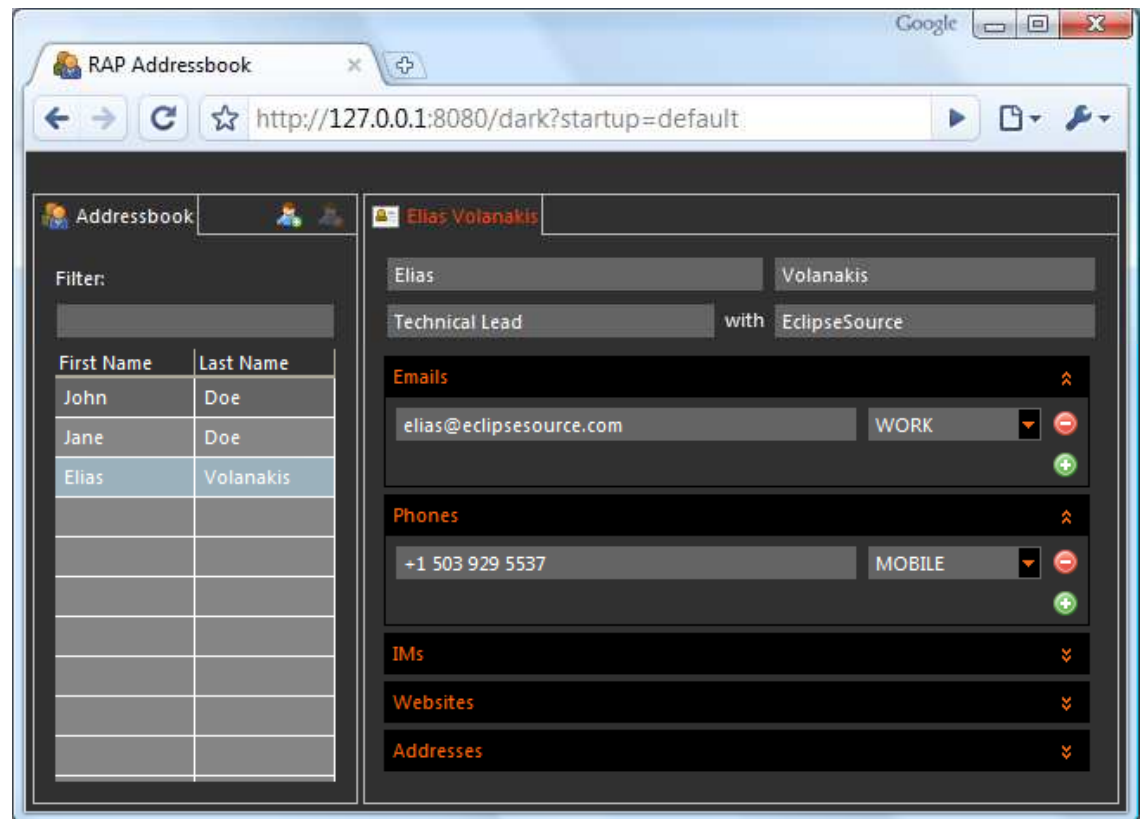 Google
RAP Addressbook
http://127.0.0.1:8080/dark?startup=default
Addressbook
Filter:
First Name Last Name
John Doe
Jane Doe
Elias Volanakis
Elias Volanakis
Elias Volanakis
Technical Lead with EclipseSource
Emails
elias@eclipsesource.com WORK
Phones
+1 503 929 5537 MOBILE
IMs
Websites
Addresses